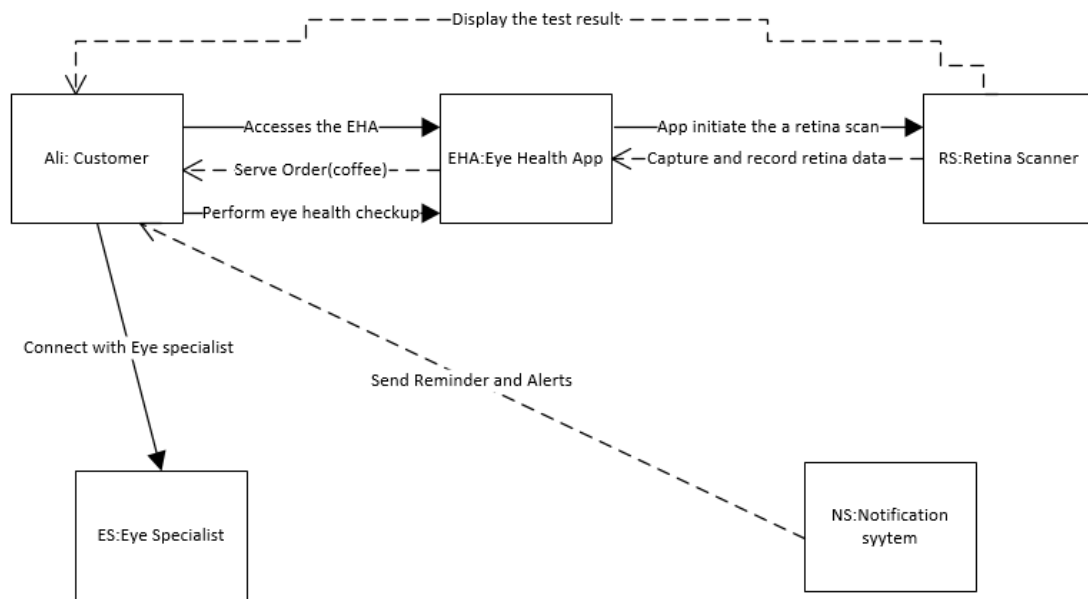 Display the test result
Accesses the EHA
App initiate the a retina scan
Ali: Customer
EHA:Eye Health App
RS:Retina Scanner
Serve Order(coffee)
Capture and record retina data
Perform eye health checkup
Connect with Eye specialist
Send Reminder and Alerts
ES:Eye Specialist
NS:Notification
syytem